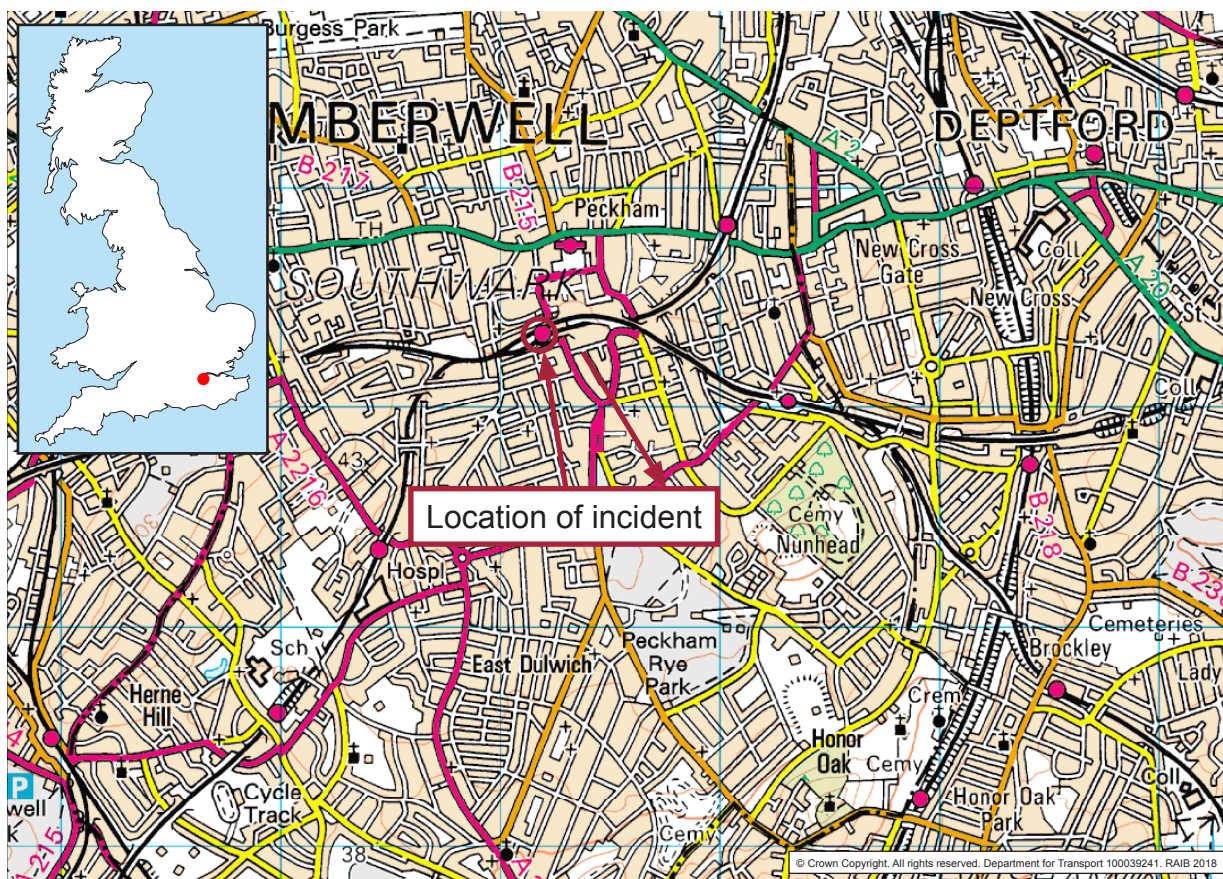 Burgess Park
MBERWELL
DEPTFORD
B 217
B 215
A 2
Peckham
TH
SOUTHWARK
New Cross
Gate
Coll
A 20
New Cross
St J
Coll
43
A 2216
Location of incident
Cemy
Nunhead
B 218
30
B 23
Hospl
Cemeteries
Sch
Peckham
Rye
Park
Brockley
East Dulwich
Lady
Herne
Hill
Crem
Honor
Oak
Cemy
P
well
k
Cycle
Track
Honor Oak
Park
Coll
Cemy
A 215
38
A
© Crown Copyright. All rights reserved. Department for Transport 100039241. RAIB 2018